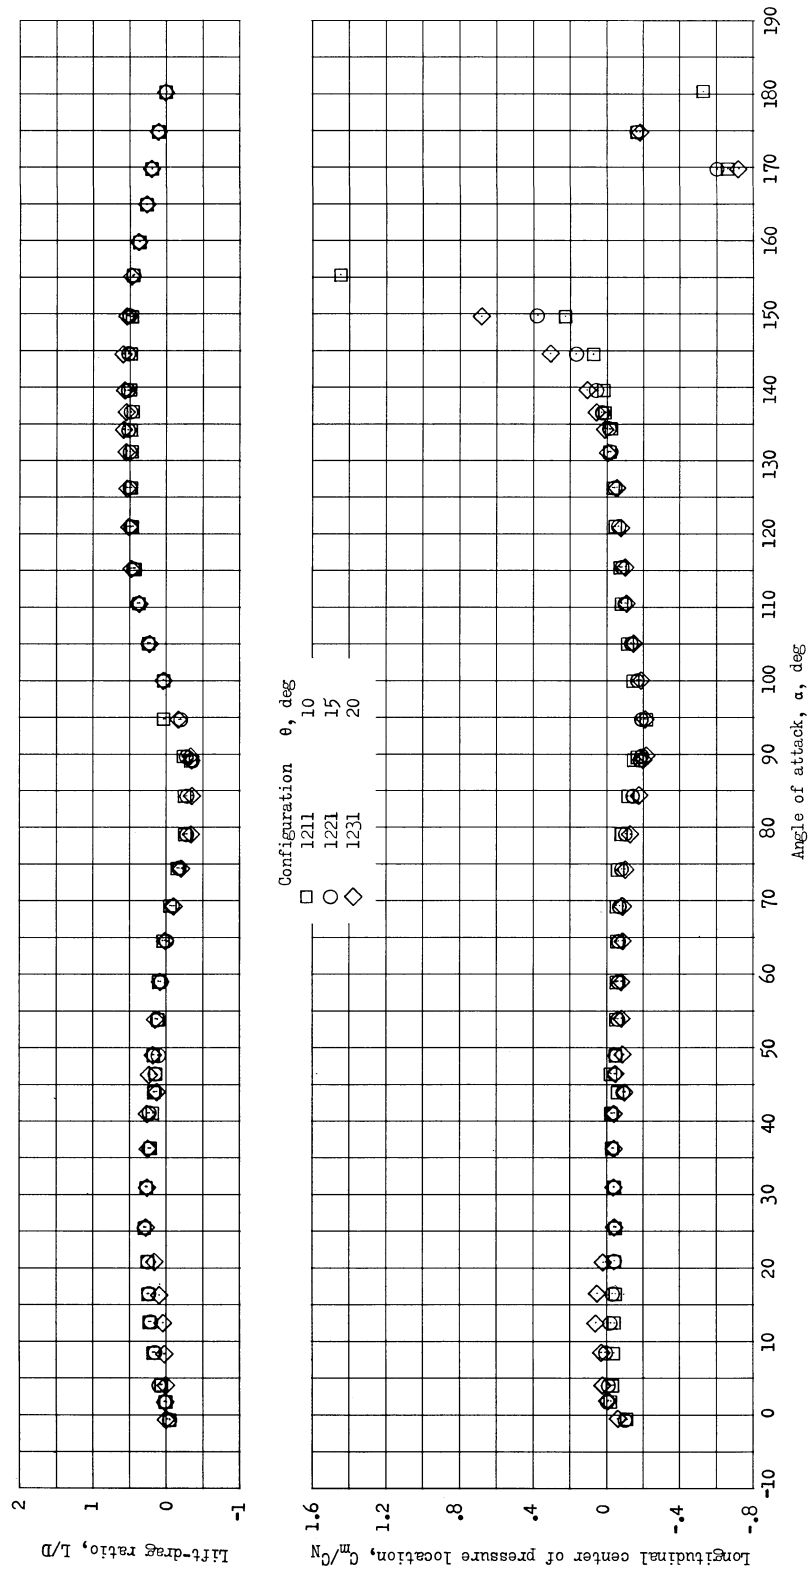 2
1
0
-1
Lift-drag ratio, L/D
Configuration θ, deg
1211 10
1221 15
1231 20
1.6
1.2
.8
.4
0
-.4
-.8
Longitudinal center of pressure location, Cm/CN
-10 0 10 20 30 40 50 60 70 80 90 100 110 120 130 140 150 160 170 180 190
Angle of attack, α, deg